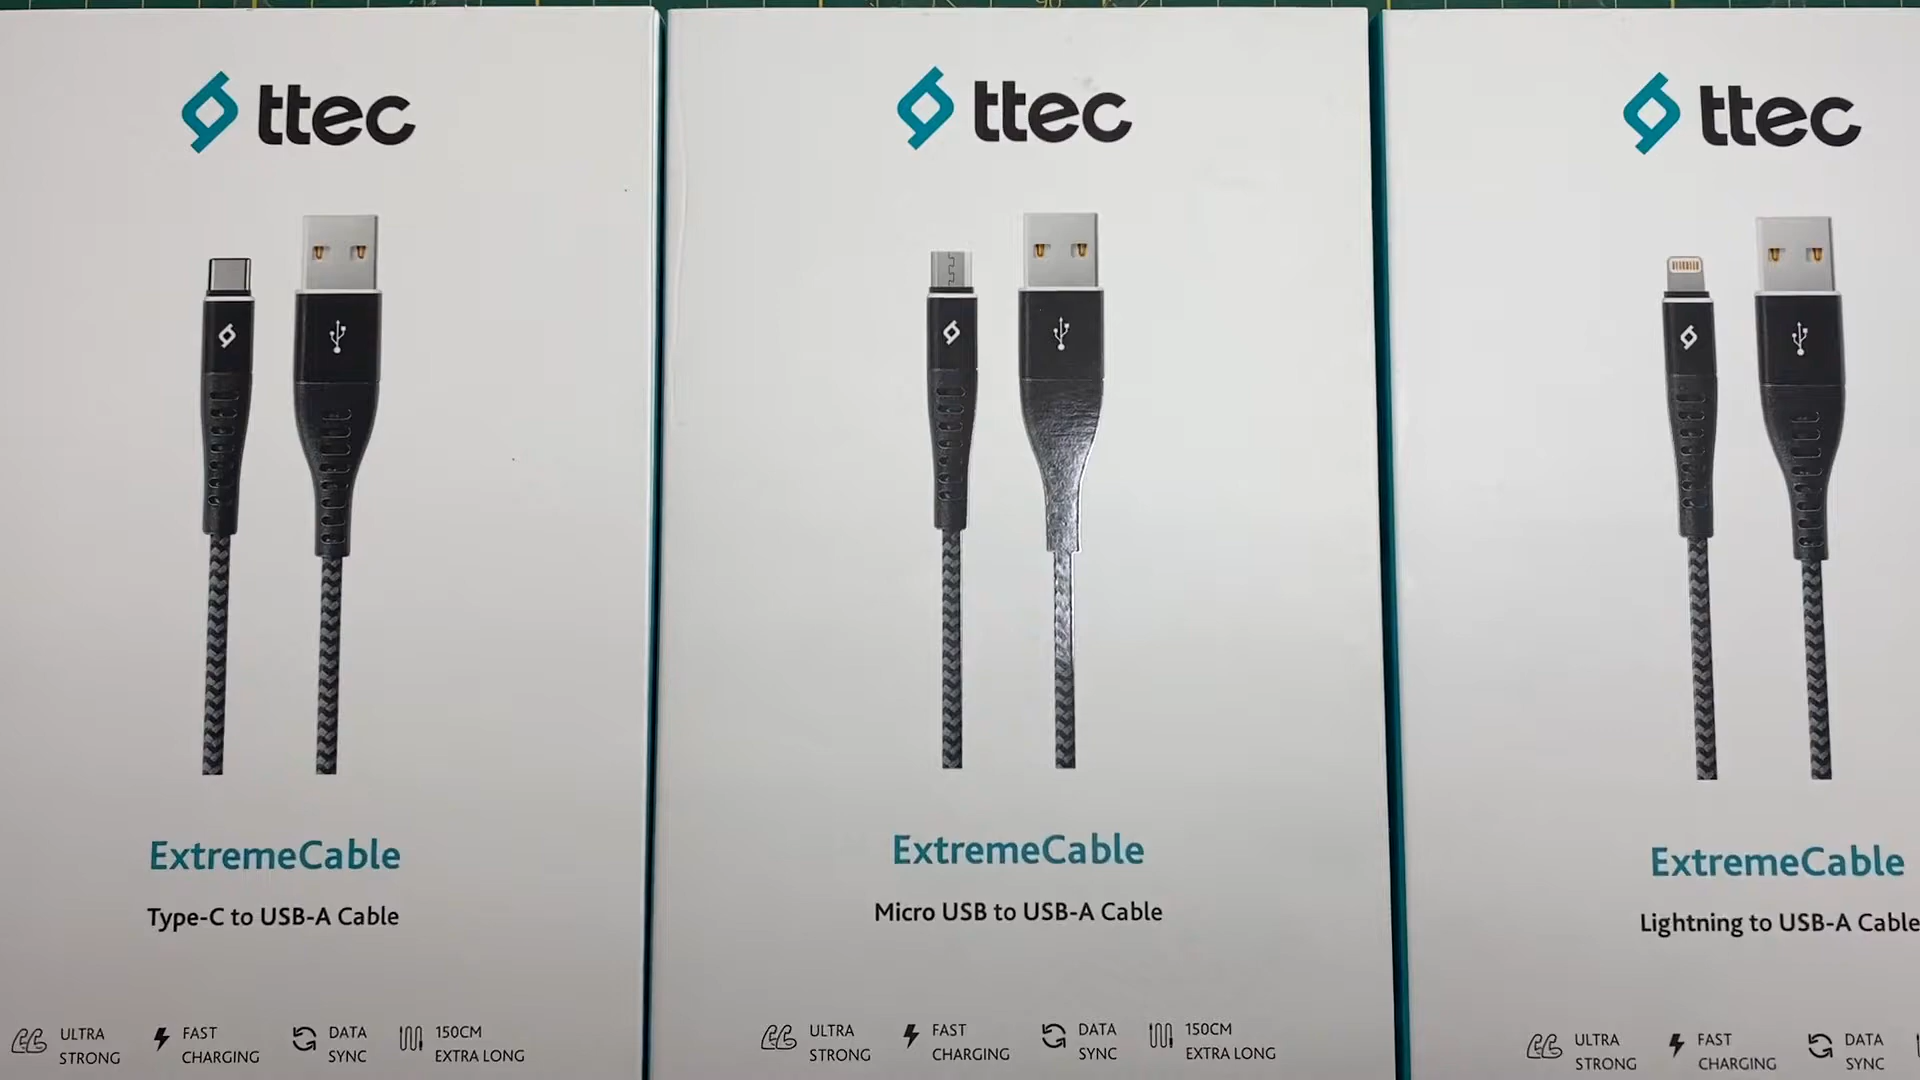 ttec
ExtremeCable
Type-C to USB-A Cable
ULTRA STRONG
FAST CHARGING
DATA SYNC
150CM EXTRA LONG
ttec
ExtremeCable
Micro USB to USB-A Cable
ULTRA STRONG
FAST CHARGING
DATA SYNC
150CM EXTRA LONG
ttec
ExtremeCable
Lightning to USB-A Cable
ULTRA STRONG
FAST CHARGING
DATA SYNC